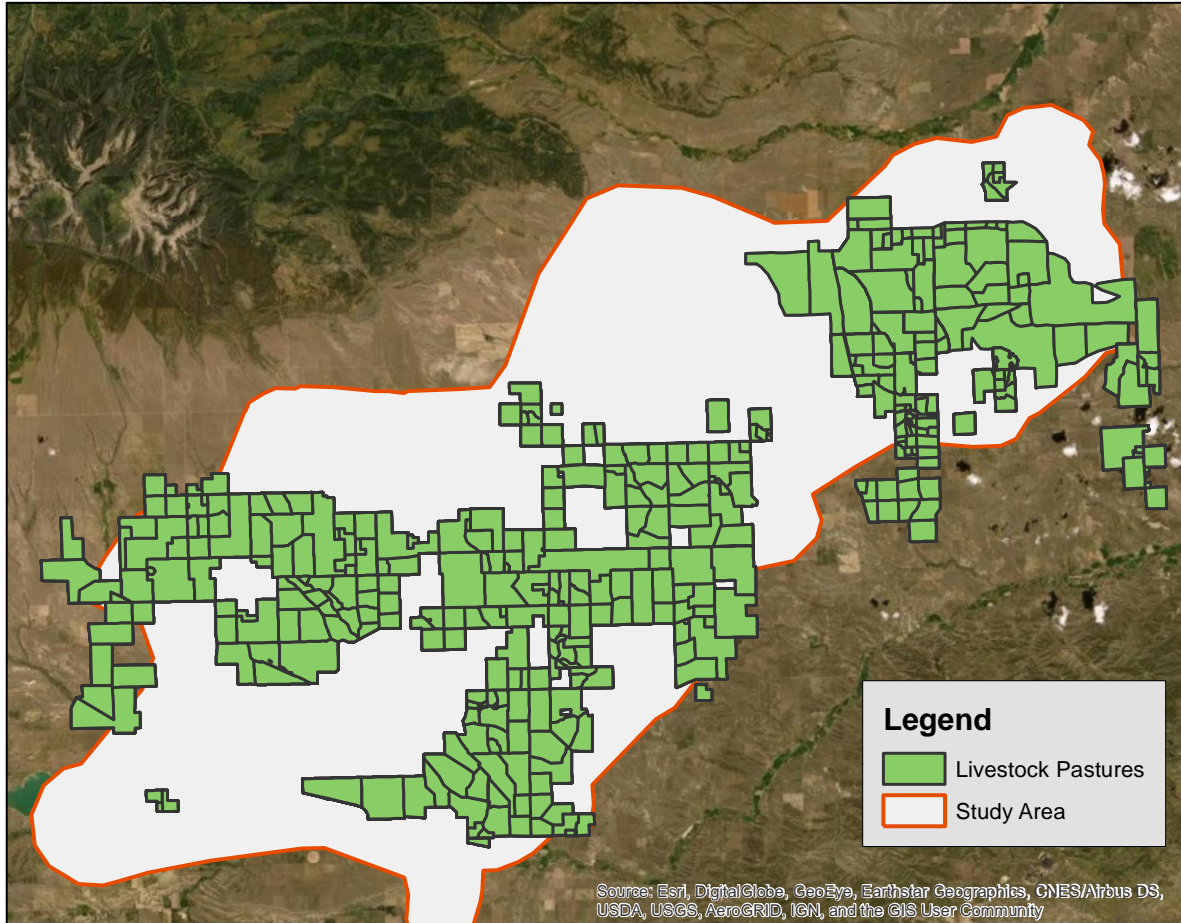 Legend
Livestock Pastures
Study Area
Source: Esri, DigitalGlobe, GeoEye, Earthstar Geographics, CNES/Airbus DS,
USDA, USGS, AeroGRID, IGN, and the GIS User Community